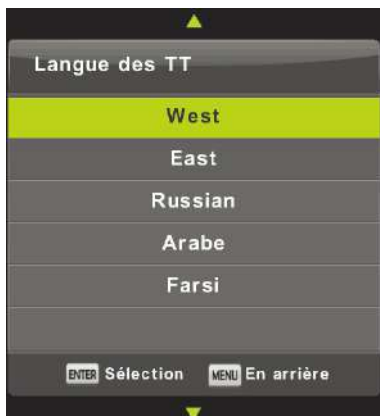 Langue des TT
West
East
Russian
Arabe
Farsi
ENTER Sélection MENU En arrière